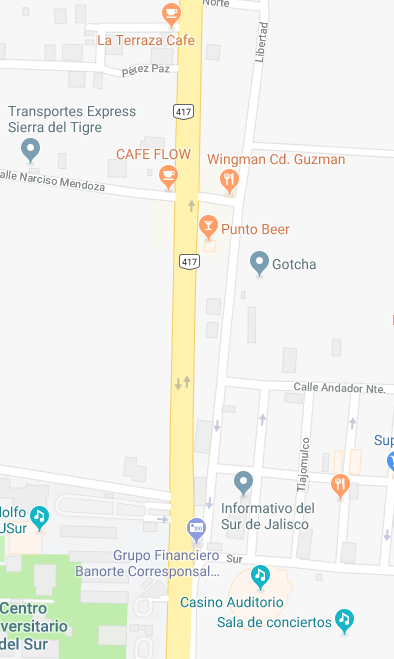 Norte
La Terraza Cafe
Libertad
Pérez Paz
417
Transportes Express
Sierra del Tigre
CAFE FLOW
Wingman Cd. Guzman
alle Narciso Mendoza
Punto Beer
417
Gotcha
Calle Andador Nte.
Sup
Tlajomulco
Informativo del
Sur de Jalisco
dolfo
USur
Grupo Financiero
Banorte Corresponsal...
Sur
Casino Auditorio
Sala de conciertos
Centro
versitario
del Sur